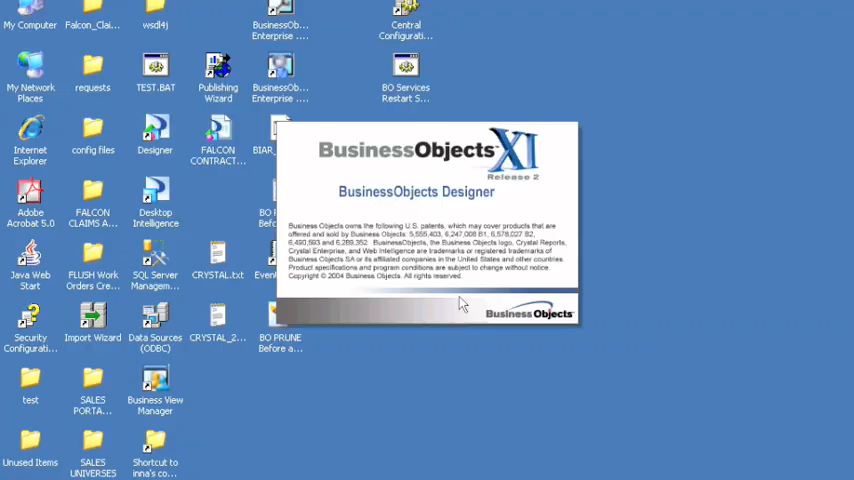 My Computer
Falcon_Clai...
wsdl4j
BusinessOb...
Enterprise ....
Central
Configurati...
My Network
Places
requests
TEST.BAT
Publishing
Wizard
BusinessOb...
Enterprise ....
BO Services
Restart S...
Internet
Explorer
config files
Designer
FALCON
CONTRACT...
BIAR_
Adobe
Acrobat 5.0
FALCON
CLAIMS A...
Desktop
Intelligence
BO
Java Web
Start
FLUSH Work
Orders Cre...
SQL Server
Managem...
CRYSTAL.txt
Event
Security
Configurati...
Import Wizard
Data Sources
(ODBC)
CRYSTAL_2...
BO PRUNE
Before a...
test
SALES
PORTA...
Business View
Manager
Unused Items
SALES
UNIVERSES
Shortcut to
inna's co...
BusinessObjects™ XI
Release 2
BusinessObjects Designer
Business Objects owns the following U.S. patents, which may cover products that are
offered and sold by Business Objects: 5,555,403, 6,247,008 B1, 6,578,027 B2,
6,490,593 and 6,289,352. BusinessObjects, the Business Objects logo, Crystal Reports,
Crystal Enterprise, and Web Intelligence are trademarks or registered trademarks of
Business Objects SA or its affiliated companies in the United States and other countries.
Product specifications and program conditions are subject to change without notice.
Copyright © 2004 Business Objects. All rights reserved.
Business Objects